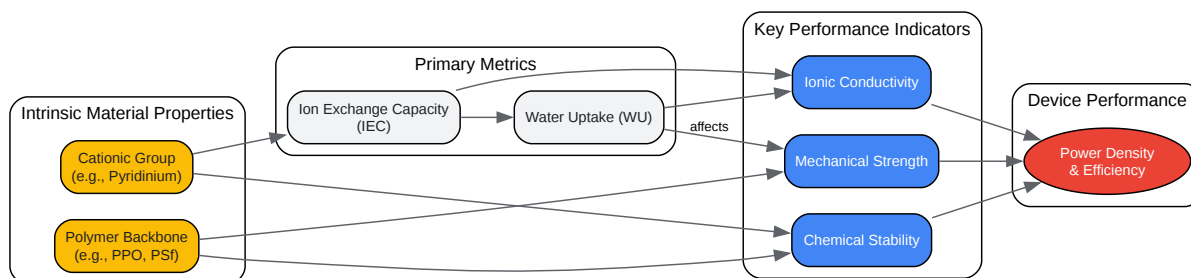 Intrinsic Material Properties
Cationic Group
(e.g., Pyridinium)
Polymer Backbone
(e.g., PPO, PSf)
Primary Metrics
Ion Exchange Capacity
(IEC)
Water Uptake (WU)
affects
Key Performance Indicators
Ionic Conductivity
Mechanical Strength
Chemical Stability
Device Performance
Power Density
& Efficiency